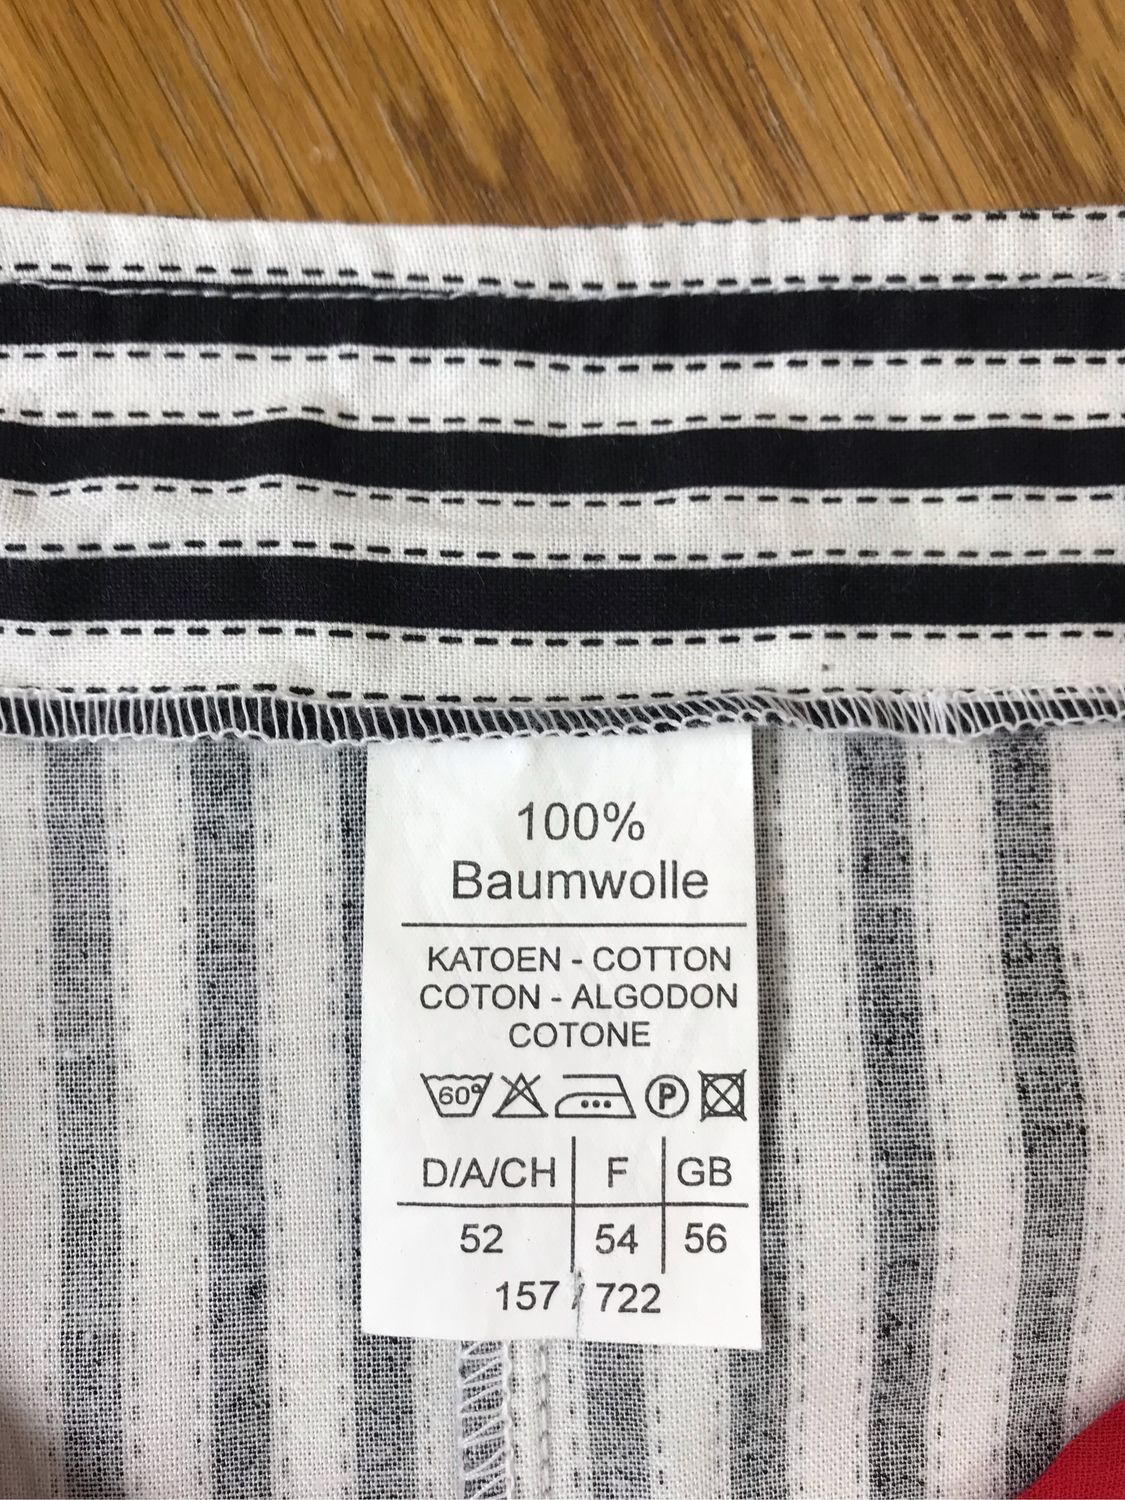 100%
Baumwolle
KATOEN - COTTON
COTON - ALGODON
COTONE
60° P
D/A/CH F GB
52 54 56
157 / 722